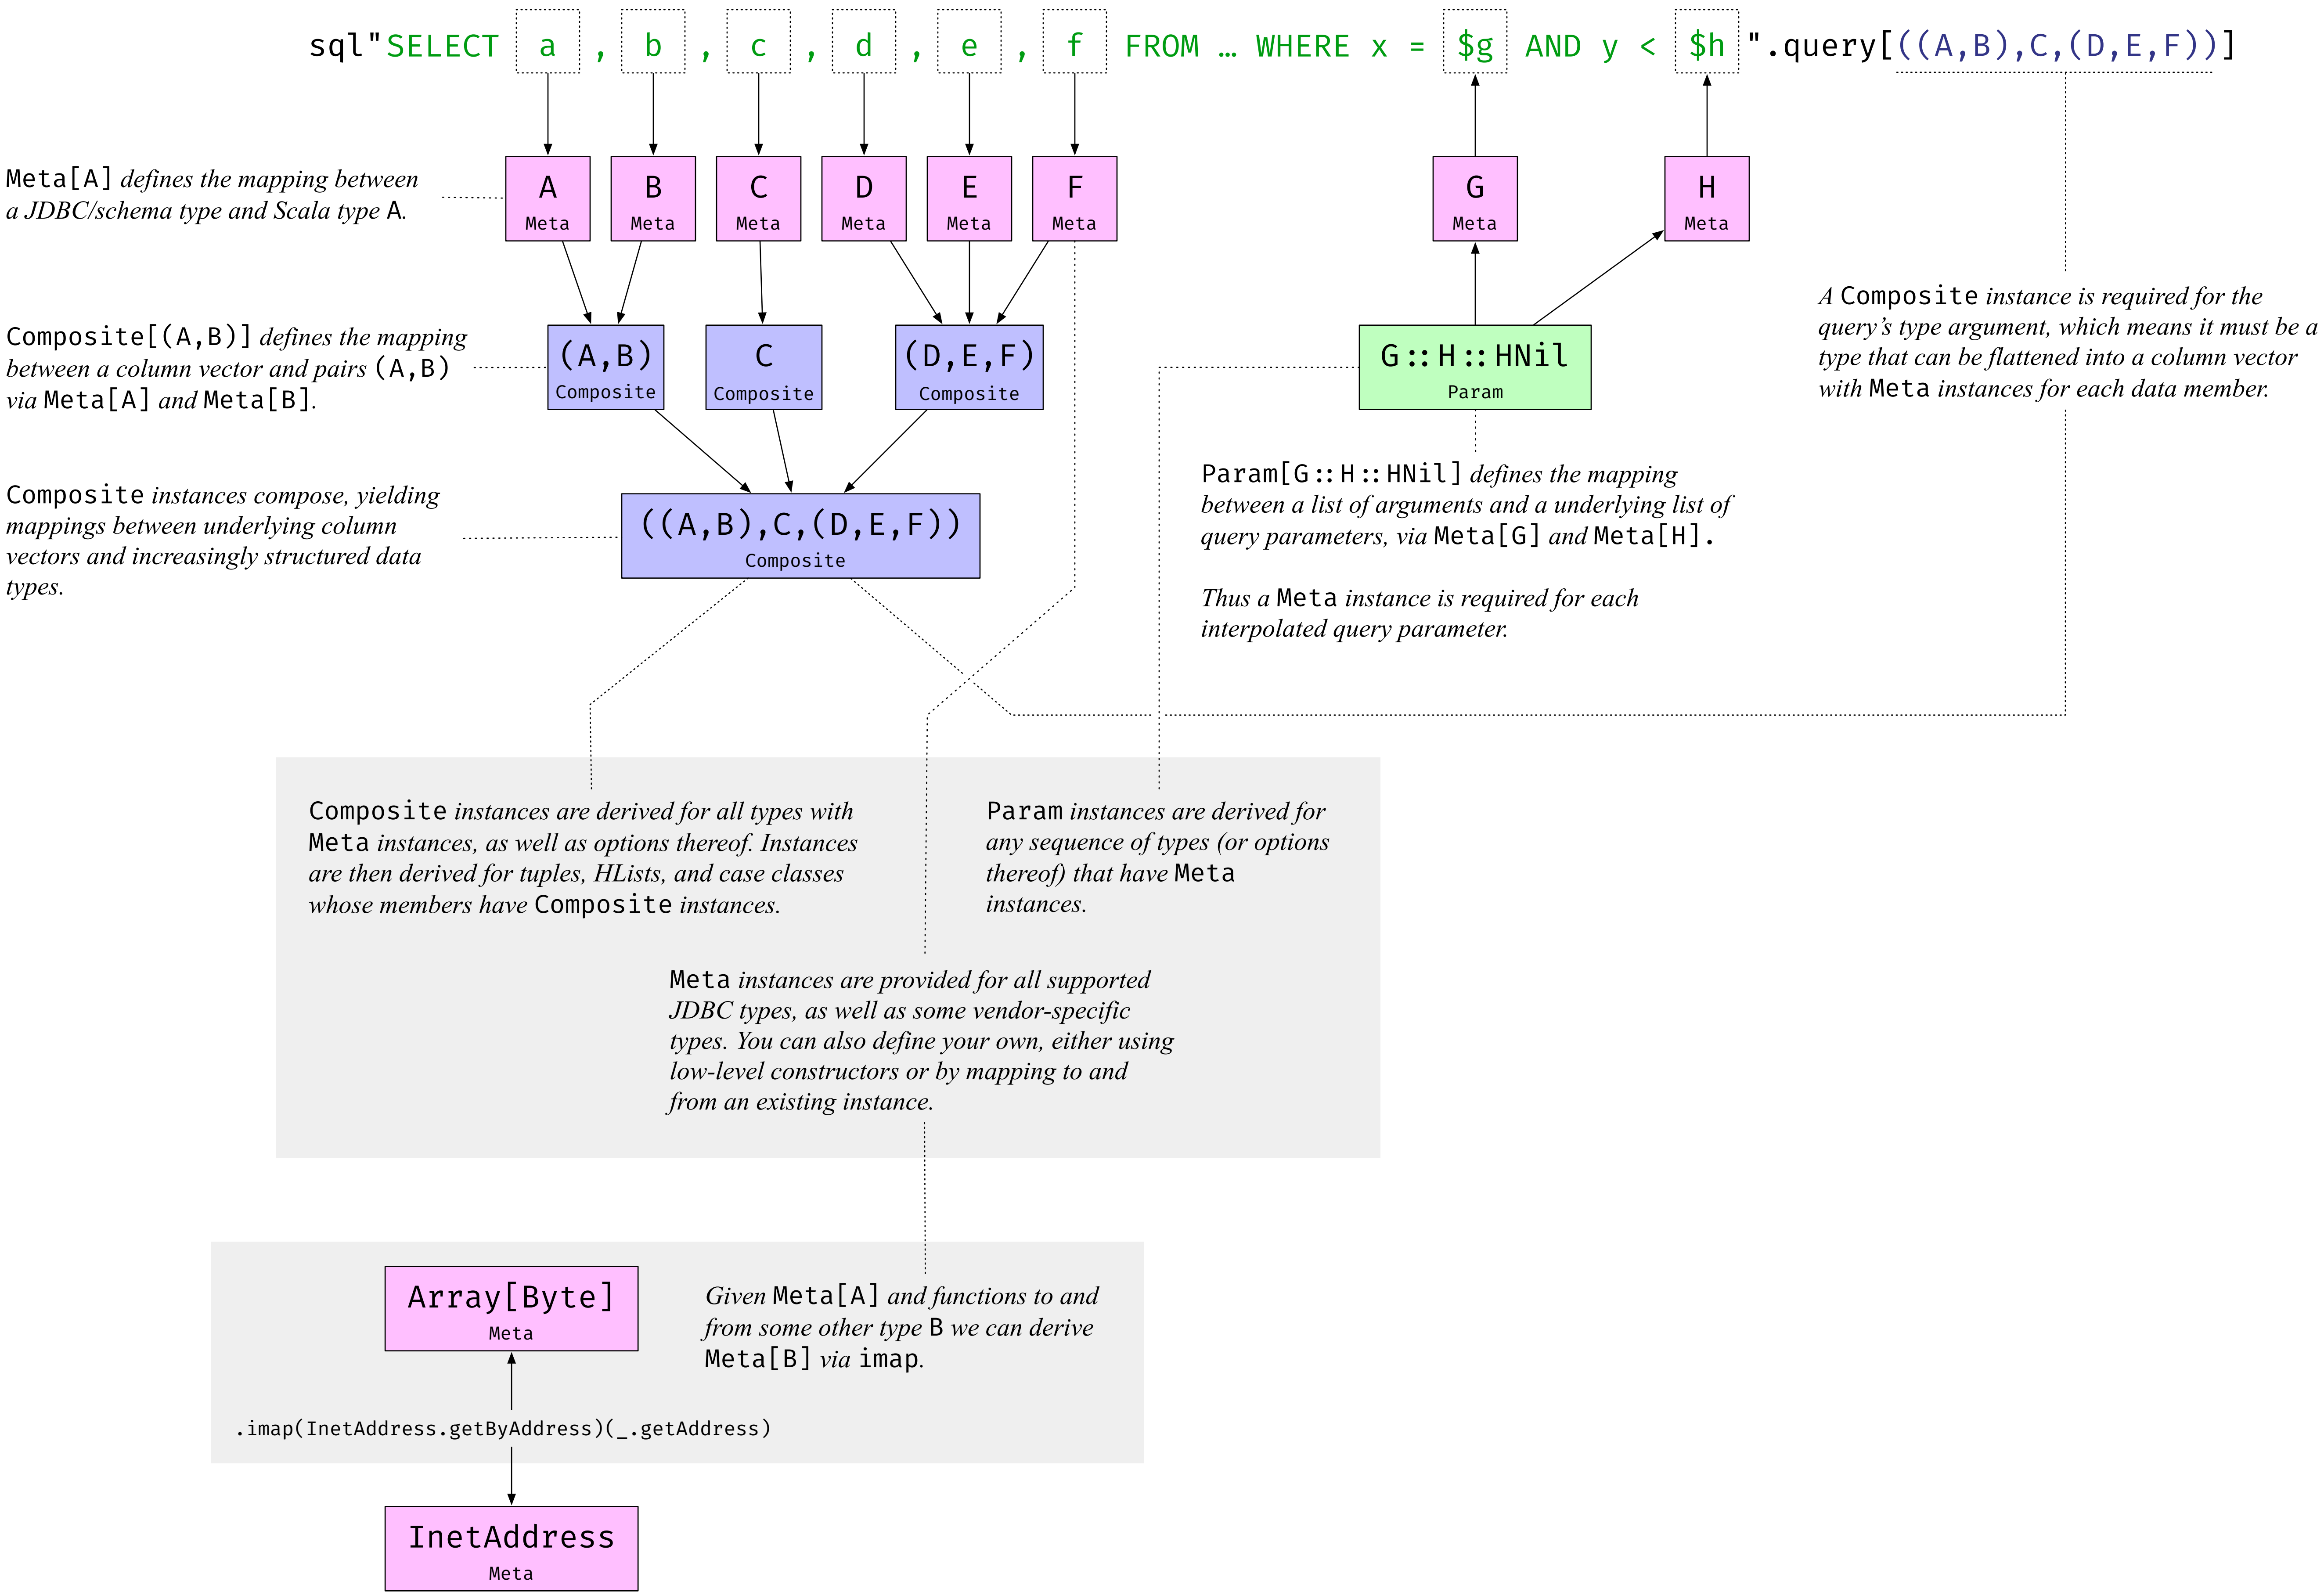 sql"SELECT a , b , c , d , e , f FROM … WHERE x = $g AND y < $h ".query[((A,B),C,(D,E,F))]
A
Meta
B
Meta
C
Meta
D
Meta
E
Meta
F
Meta
G
Meta
H
Meta
Meta[A] defines the mapping between
a JDBC/schema type and Scala type A.
Composite[(A,B)] defines the mapping
between a column vector and pairs (A,B)
via Meta[A] and Meta[B].
(A,B)
Composite
C
Composite
(D,E,F)
Composite
G::H::HNil
Param
A Composite instance is required for the
query’s type argument, which means it must be a
type that can be flattened into a column vector
with Meta instances for each data member.
Composite instances compose, yielding
mappings between underlying column
vectors and increasingly structured data
types.
((A,B),C,(D,E,F))
Composite
Param[G::H::HNil] defines the mapping
between a list of arguments and a underlying list of
query parameters, via Meta[G] and Meta[H].
Thus a Meta instance is required for each
interpolated query parameter.
Composite instances are derived for all types with
Meta instances, as well as options thereof. Instances
are then derived for tuples, HLists, and case classes
whose members have Composite instances.
Param instances are derived for
any sequence of types (or options
thereof) that have Meta
instances.
Meta instances are provided for all supported
JDBC types, as well as some vendor-specific
types. You can also define your own, either using
low-level constructors or by mapping to and
from an existing instance.
Array[Byte]
Meta
Given Meta[A] and functions to and
from some other type B we can derive
Meta[B] via imap.
.imap(InetAddress.getByAddress)(_.getAddress)
InetAddress
Meta